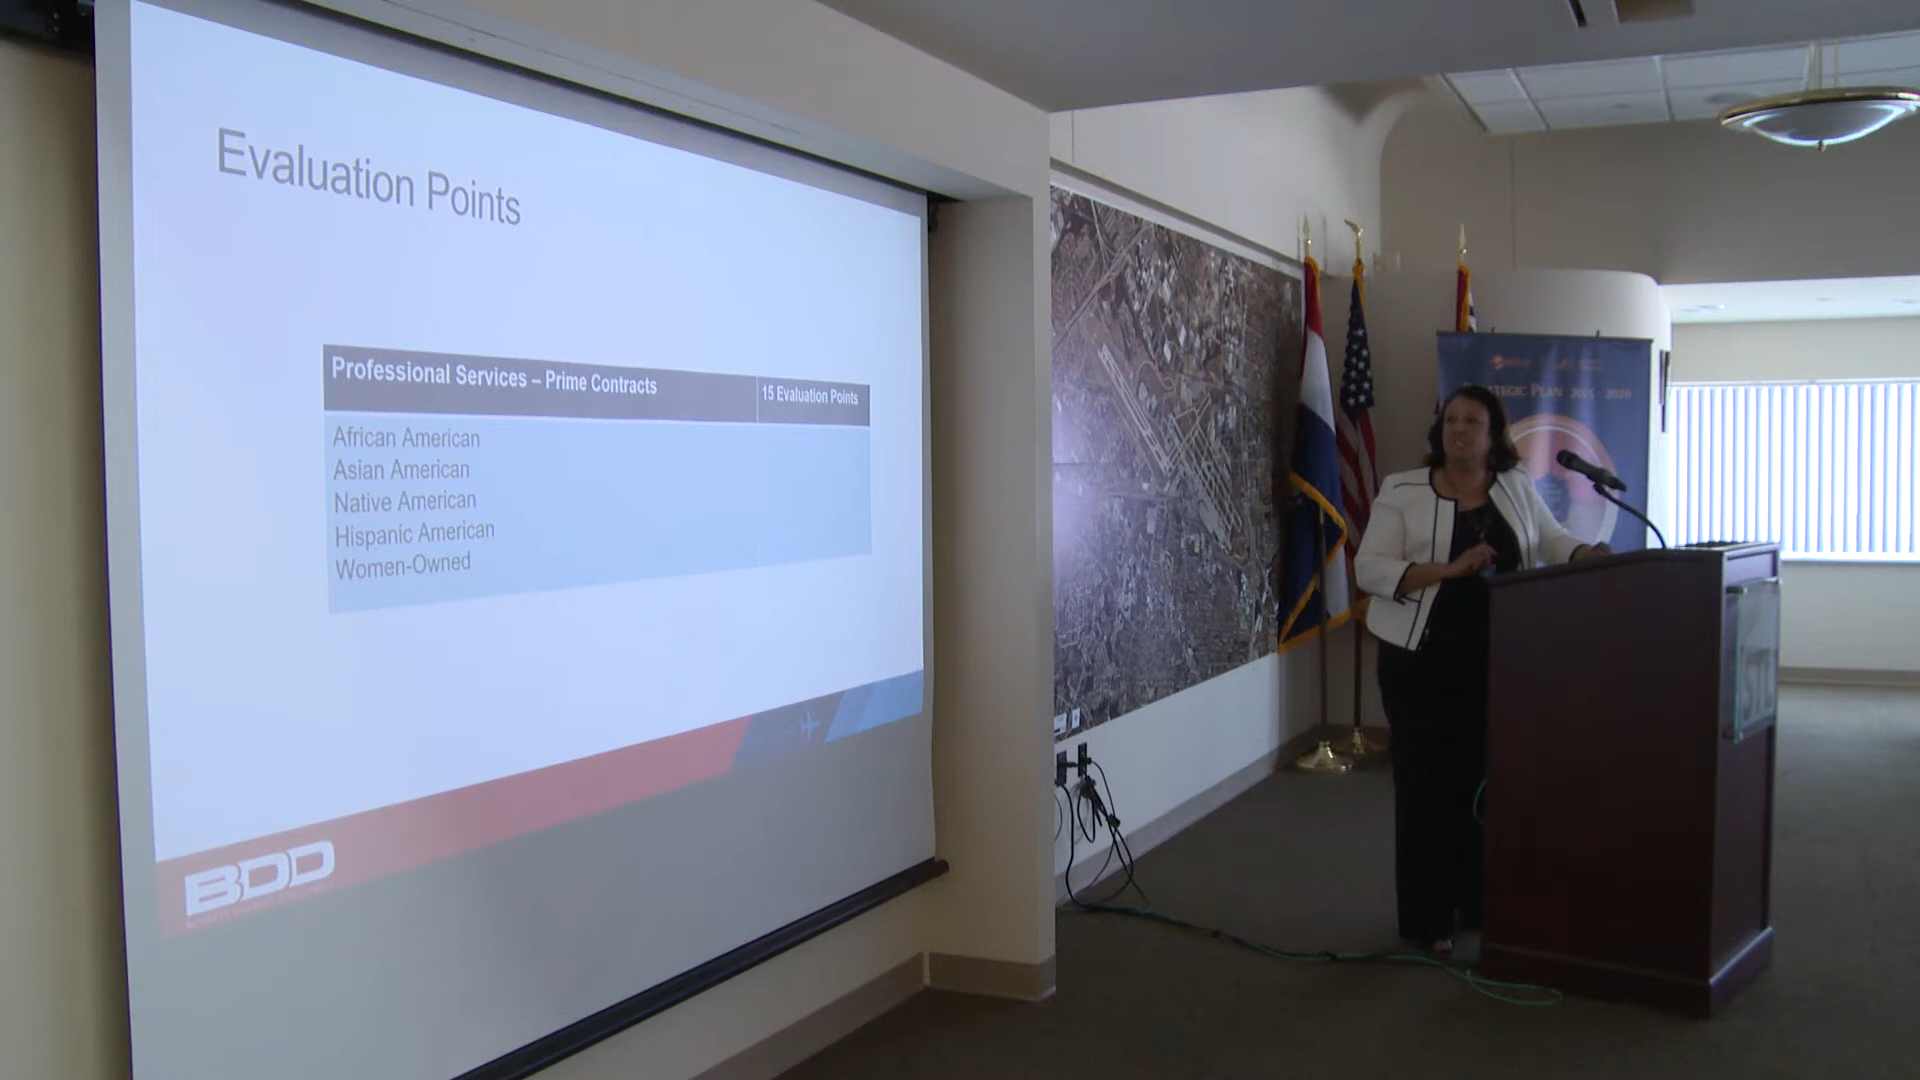 Evaluation Points
Professional Services – Prime Contracts
15 Evaluation Points
African American
Asian American
Native American
Hispanic American
Women-Owned
BDD
STRATEGIC PLAN 2015 - 2020
STL